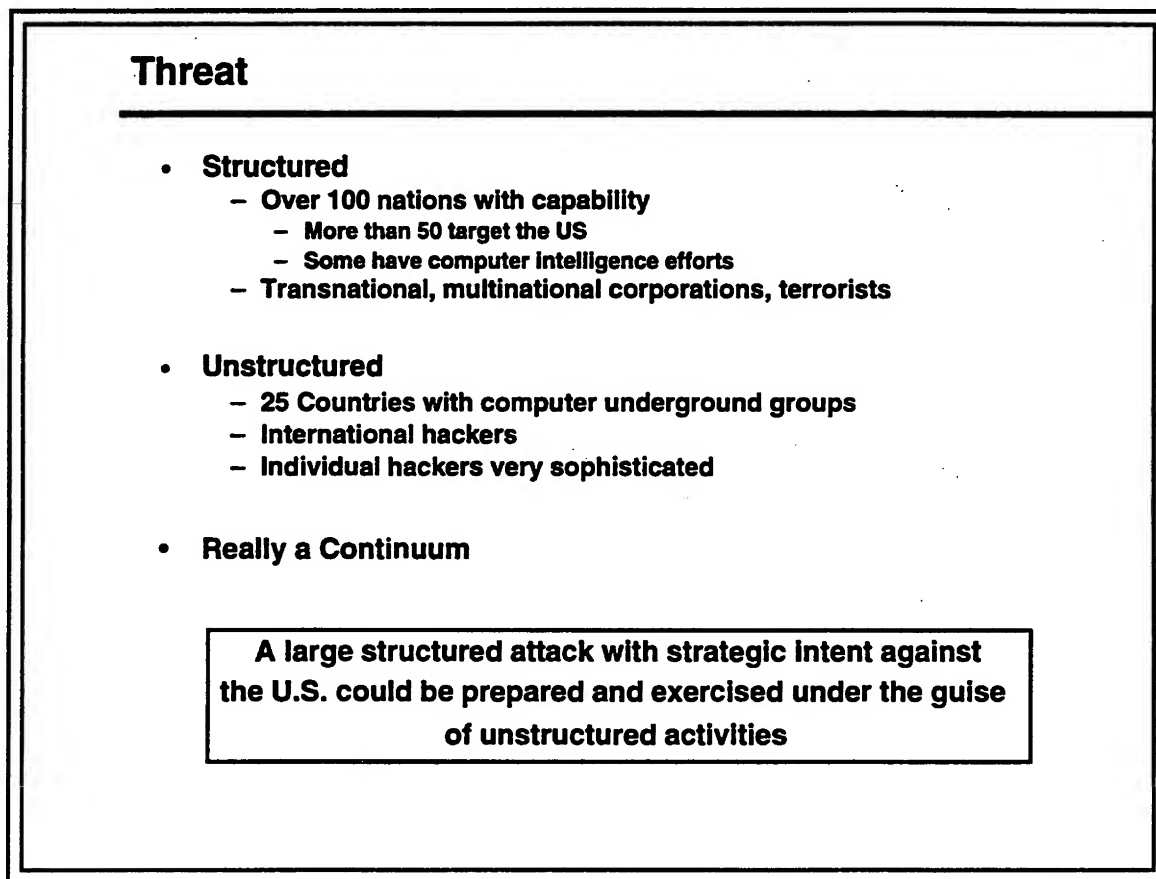 Threat
• Structured
– Over 100 nations with capability
– More than 50 target the US
– Some have computer intelligence efforts
– Transnational, multinational corporations, terrorists
• Unstructured
– 25 Countries with computer underground groups
– International hackers
– Individual hackers very sophisticated
• Really a Continuum
A large structured attack with strategic intent against
the U.S. could be prepared and exercised under the guise
of unstructured activities